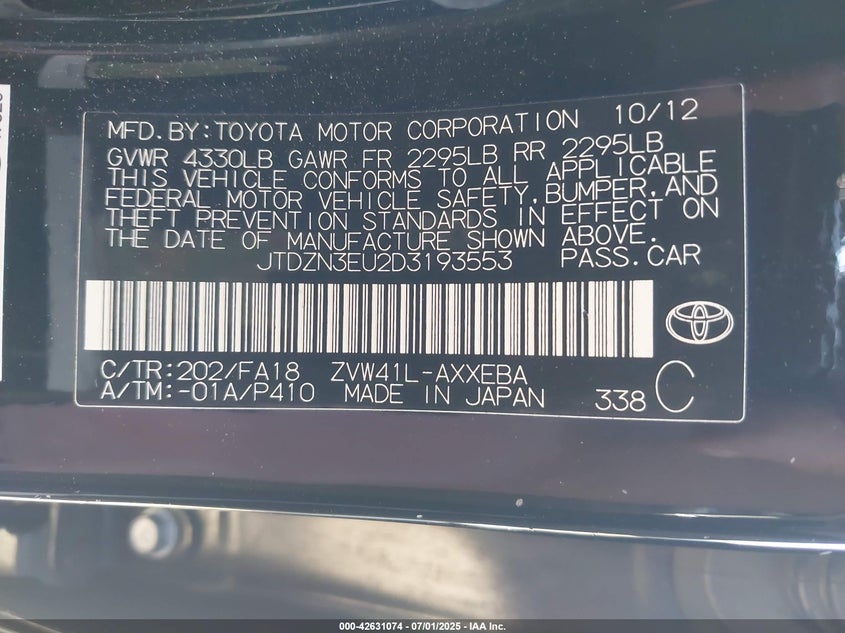 MFD.BY:TOYOTA MOTOR CORPORATION 10/12
GVWR 4330LB GAWR FR 2295LB RR 2295LB
THIS VEHICLE CONFORMS TO ALL APPLICABLE
FEDERAL MOTOR VEHICLE SAFETY,BUMPER,AND
THEFT PREVENTION STANDARDS IN EFFECT ON
THE DATE OF MANUFACTURE SHOWN ABOVE.
JTDZN3EU2D3193553 PASS.CAR
C/TR:202/FA18 ZVW41L-AXXEBA
A/TM:-01A/P410 MADE IN JAPAN 338 C
000-42631074 - 07/01/2025 - IAA Inc.